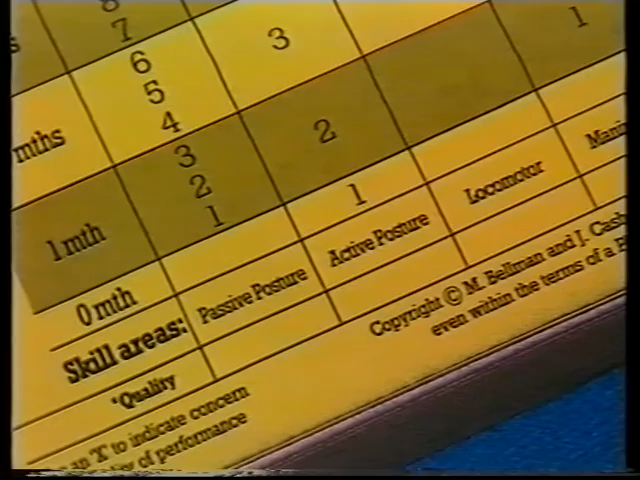 8
7
6
5
4
3
3
2
1
2
1
1
mths
1 mth
0 mth
Skill areas:
Passive Posture
Active Posture
Locomotor
*Quality
Copyright © M. Bellman and J. Cash
even within the terms of a
an 'X' to indicate concern
of performance